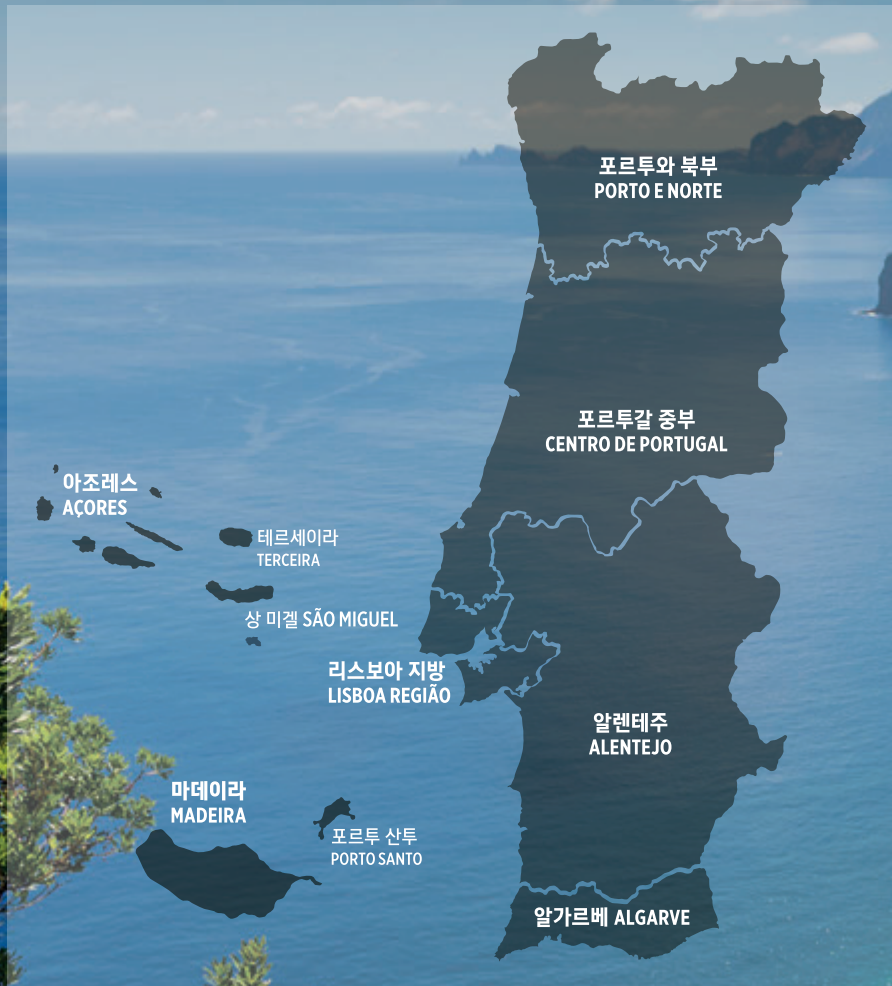 포르투와 북부
PORTO E NORTE
포르투갈 중부
CENTRO DE PORTUGAL
아조레스
AÇORES
테르세이라
TERCEIRA
상 미겔 SÃO MIGUEL
리스보아 지방
LISBOA REGIÃO
알렌테주
ALENTEJO
마데이라
MADEIRA
포르투 산투
PORTO SANTO
알가르베 ALGARVE